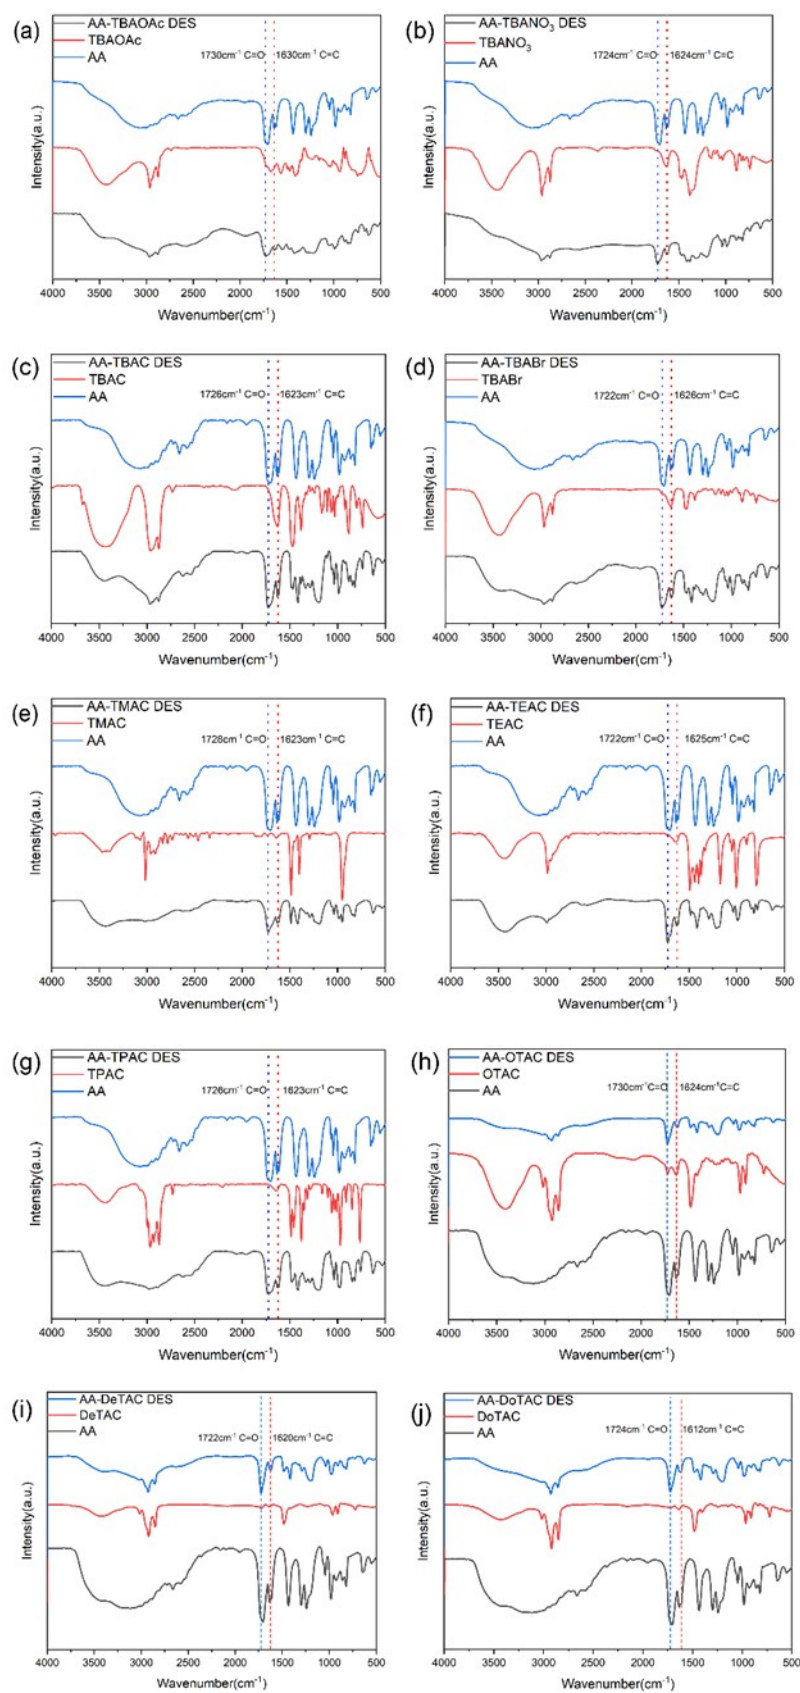 (a)
AA-TBAOAc DES
TBAOAc
AA
1730cm⁻¹ C=O
1630cm⁻¹ C=C
Intensity(a.u.)
4000 3500 3000 2500 2000 1500 1000 500
Wavenumber(cm⁻¹)
(b)
AA-TBANO₃ DES
TBANO₃
AA
1724cm⁻¹ C=O
1624cm⁻¹ C=C
Intensity(a.u.)
4000 3500 3000 2500 2000 1500 1000 500
Wavenumber(cm⁻¹)
(c)
AA-TBAC DES
TBAC
AA
1726cm⁻¹ C=O
1623cm⁻¹ C=C
Intensity(a.u.)
4000 3500 3000 2500 2000 1500 1000 500
Wavenumber(cm⁻¹)
(d)
AA-TBABr DES
TBABr
AA
1722cm⁻¹ C=O
1626cm⁻¹ C=C
Intensity(a.u.)
4000 3500 3000 2500 2000 1500 1000 500
Wavenumber(cm⁻¹)
(e)
AA-TMAC DES
TMAC
AA
1728cm⁻¹ C=O
1623cm⁻¹ C=C
Intensity(a.u.)
4000 3500 3000 2500 2000 1500 1000 500
Wavenumber(cm⁻¹)
(f)
AA-TEAC DES
TEAC
AA
1722cm⁻¹ C=O
1625cm⁻¹ C=C
Intensity(a.u.)
4000 3500 3000 2500 2000 1500 1000 500
Wavenumber(cm⁻¹)
(g)
AA-TPAC DES
TPAC
AA
1726cm⁻¹ C=O
1623cm⁻¹ C=C
Intensity(a.u.)
4000 3500 3000 2500 2000 1500 1000 500
Wavenumber(cm⁻¹)
(h)
AA-OTAC DES
OTAC
AA
1730cm⁻¹C=O
1624cm⁻¹C=C
Intensity(a.u.)
4000 3500 3000 2500 2000 1500 1000 500
Wavenumber(cm⁻¹)
(i)
AA-DeTAC DES
DeTAC
AA
1722cm⁻¹ C=O
1620cm⁻¹ C=C
Intensity(a.u.)
4000 3500 3000 2500 2000 1500 1000 500
Wavenumber(cm⁻¹)
(j)
AA-DoTAC DES
DoTAC
AA
1724cm⁻¹ C=O
1612cm⁻¹ C=C
Intensity(a.u.)
4000 3500 3000 2500 2000 1500 1000 500
Wavenumber(cm⁻¹)